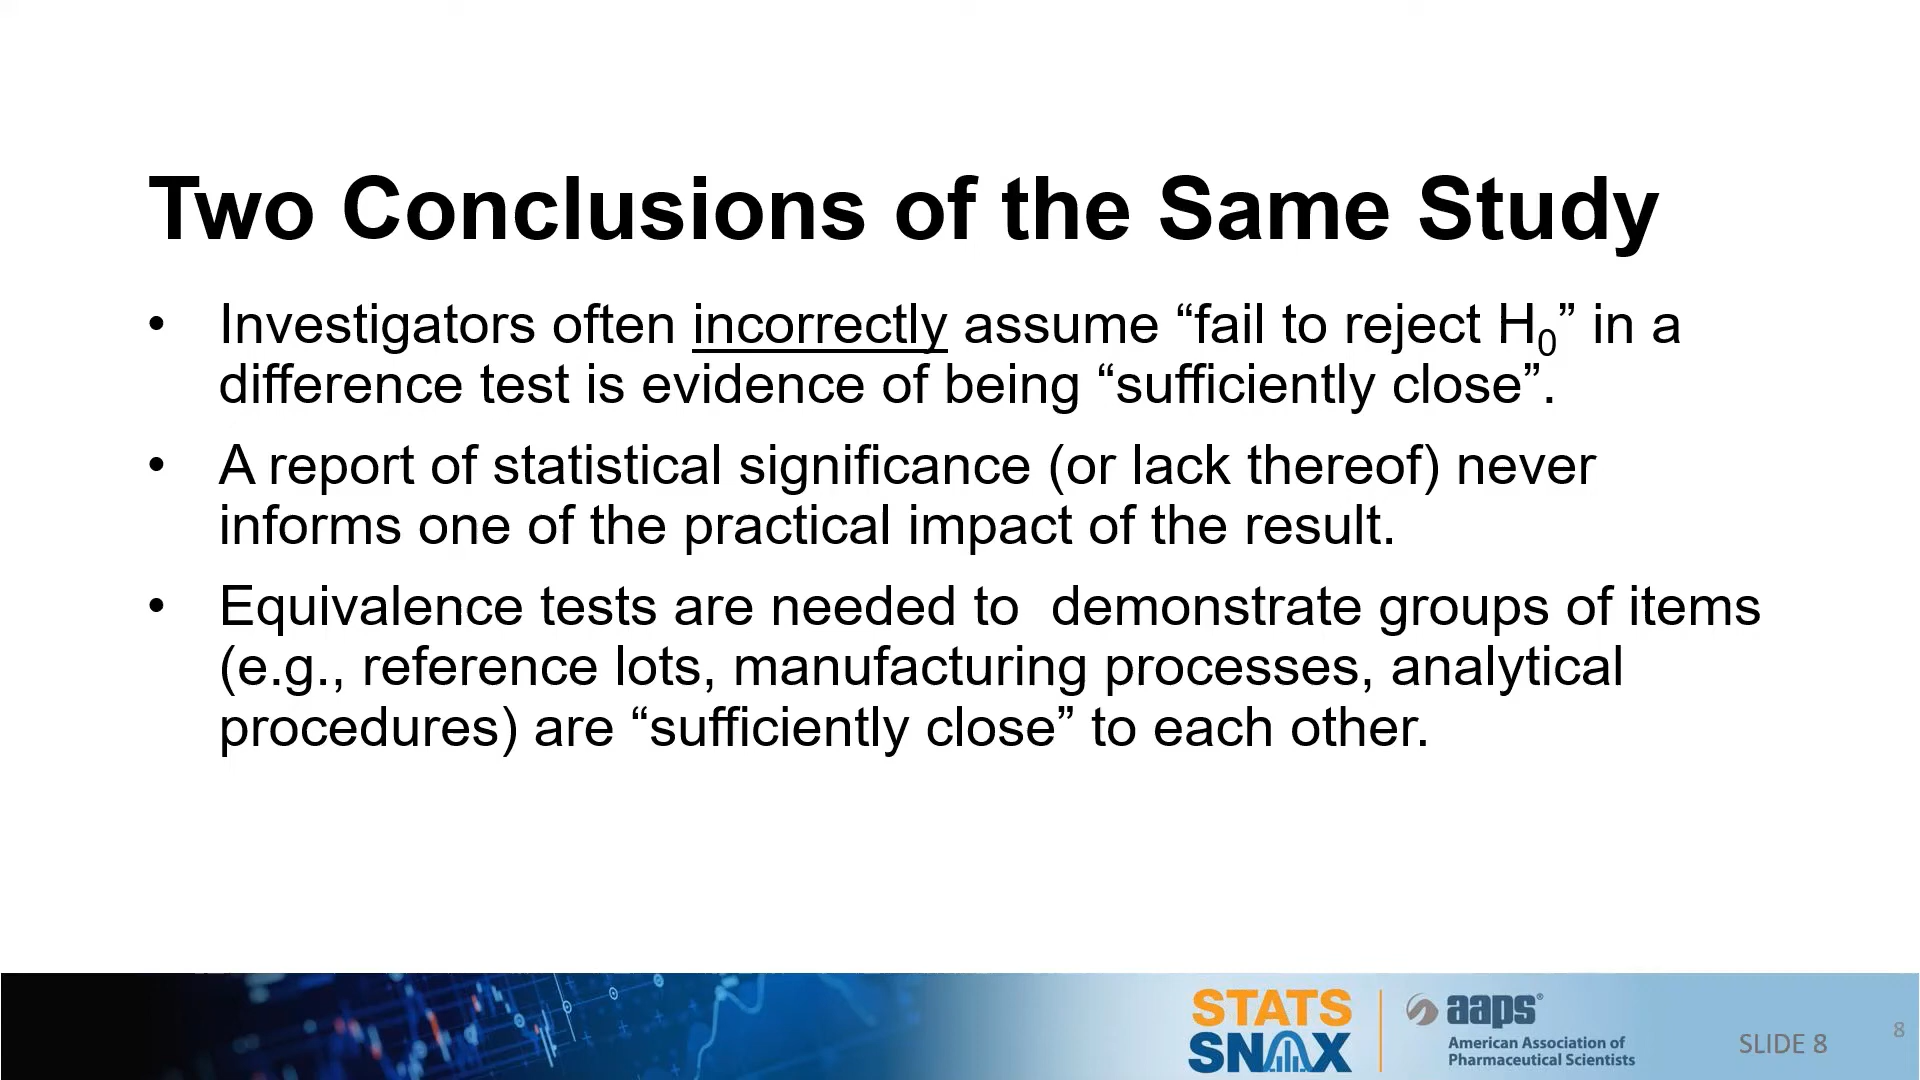 Two Conclusions of the Same Study
• Investigators often incorrectly assume “fail to reject H₀” in a
difference test is evidence of being “sufficiently close”.
• A report of statistical significance (or lack thereof) never
informs one of the practical impact of the result.
• Equivalence tests are needed to  demonstrate groups of items
(e.g., reference lots, manufacturing processes, analytical
procedures) are “sufficiently close” to each other.
STATS
SNAX
aaps®
American Association of
Pharmaceutical Scientists
SLIDE 8
8